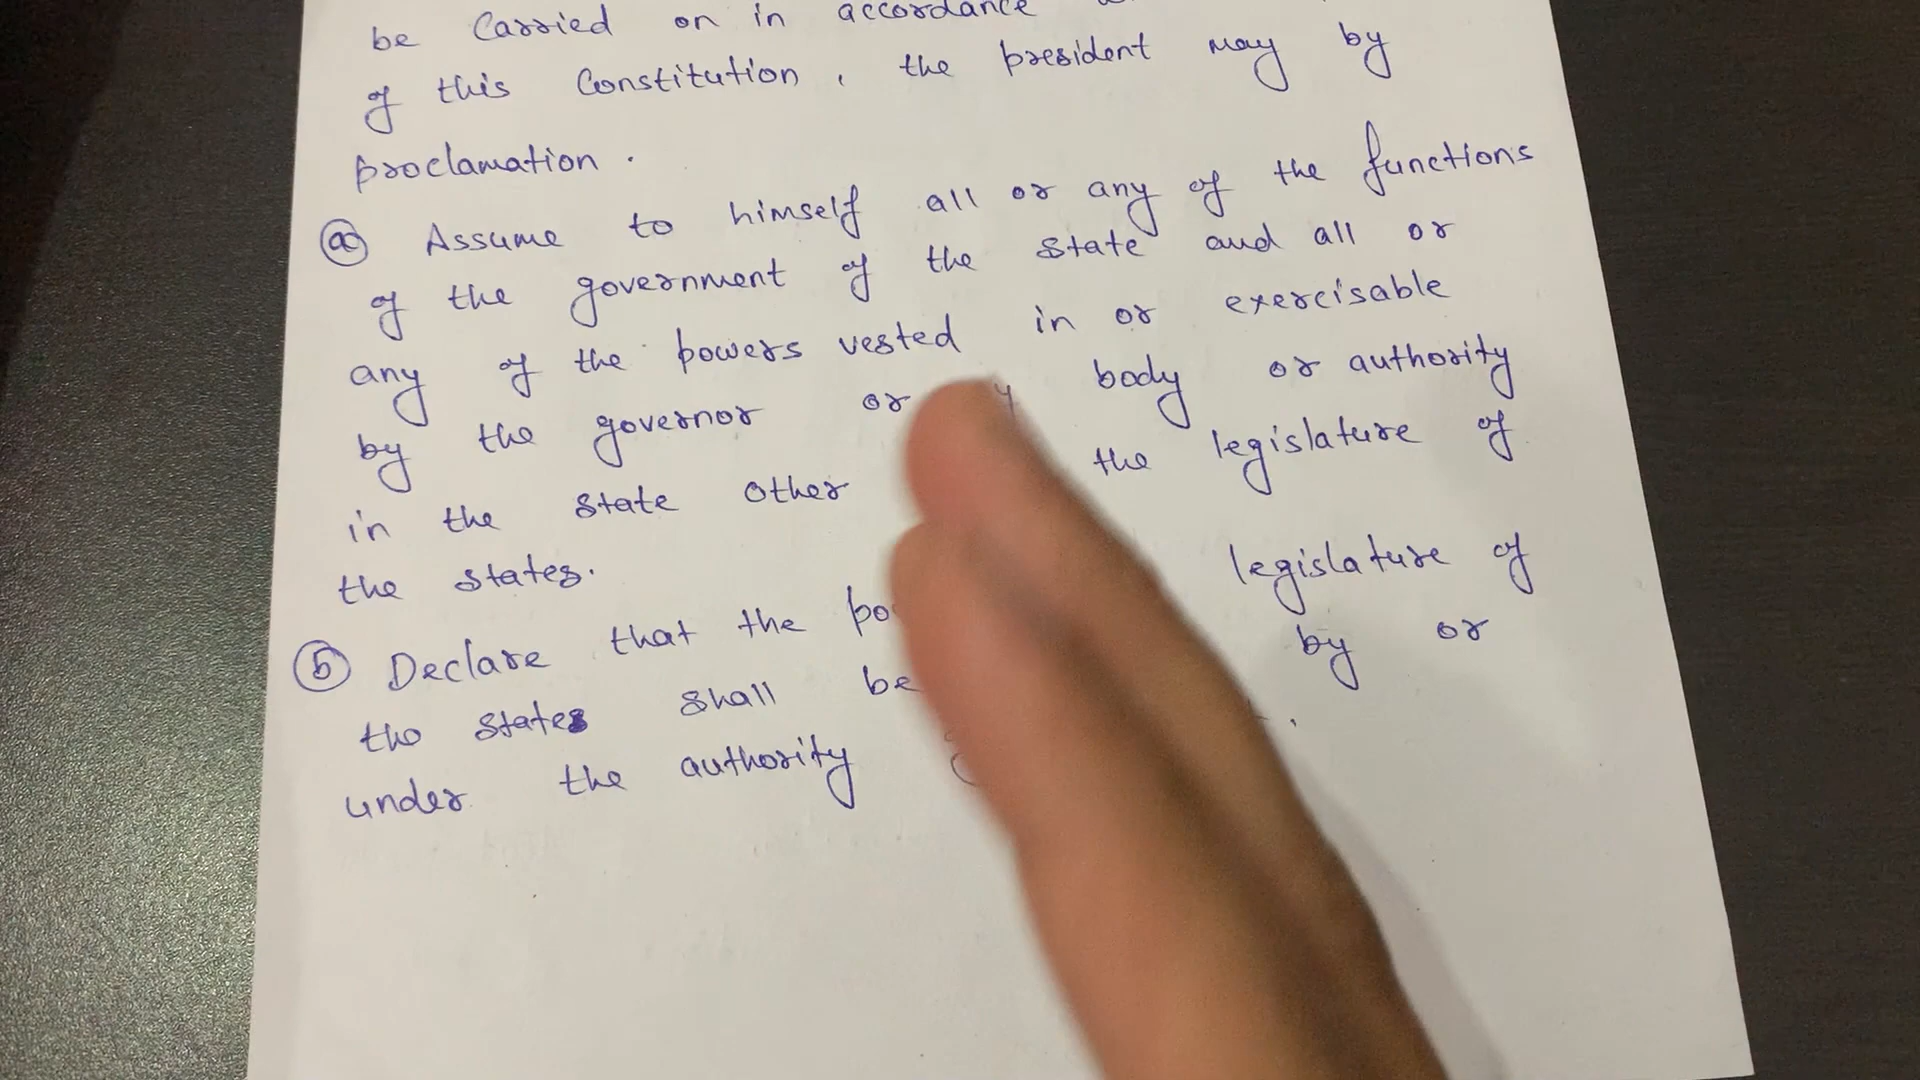 be Carried on in accordance
of this Constitution, the president may by
proclamation.
(a) Assume to himself all or any of the functions
of the government of the state and all or
any of the powers vested in or exercisable
by the governor or body or authority
in the state other the legislature of
the states.
(b) Declare that the legislature of
the states shall be by or
under the authority